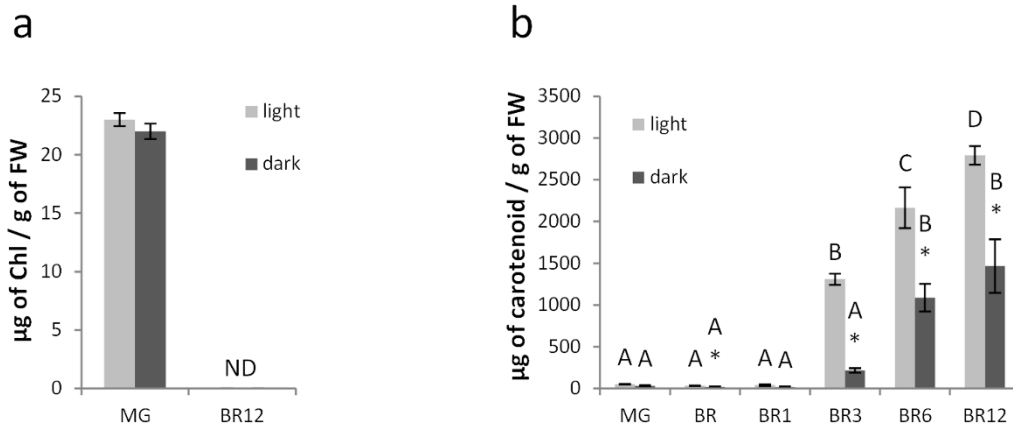 a
µg of Chl / g of FW
25
20
15
10
5
0
light
dark
ND
MG BR12
b
µg of carotenoid / g of FW
3500
3000
2500
2000
1500
1000
500
0
light
dark
A A
A A *
A A
B A *
C B *
D B *
MG BR BR1 BR3 BR6 BR12